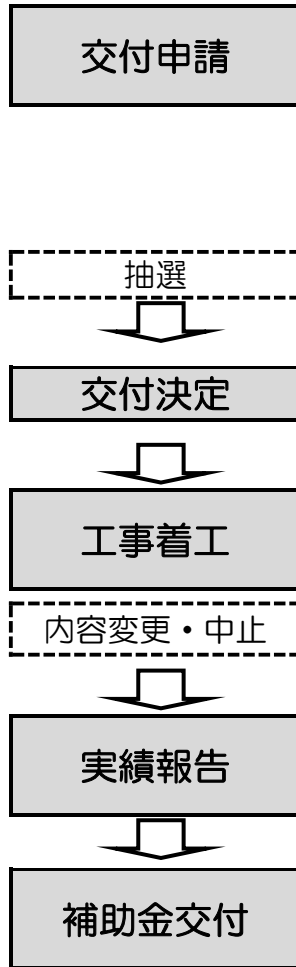 交付申請
抽選
交付決定
工事着工
内容変更・中止
実績報告
補助金交付